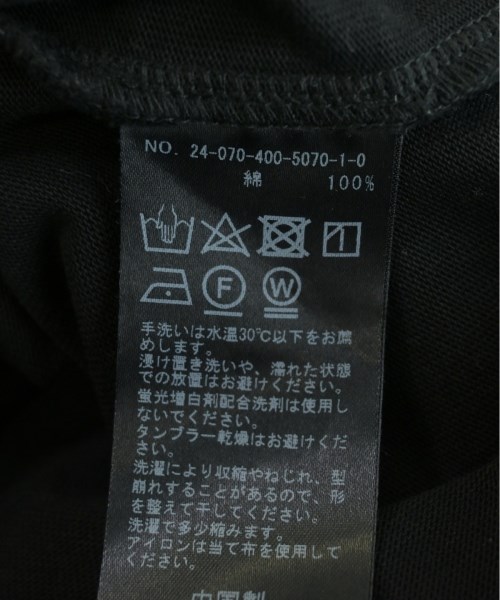 NO. 24-070-400-5070-1-0
綿 100%
F W
手洗いは水温30℃以下をお薦
めします。
浸け置き洗いや、濡れた状態
での放置はお避けください。
蛍光増白剤配合洗剤は使用し
ないでください。
タンブラー乾燥はお避けくだ
さい。
洗濯により収縮やねじれ、型
崩れすることがあるので、形
を整えて干してください。
洗濯で多少縮みます。
アイロンは当て布を使用して
ください。
中国製